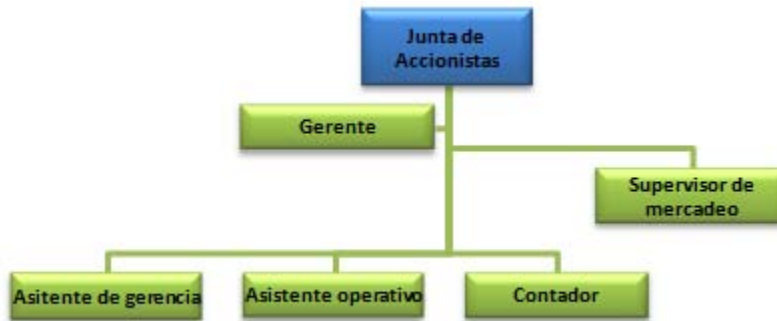 Junta de
Accionistas
Gerente
Supervisor de
mercadeo
Asitente de gerencia
Asistente operativo
Contador